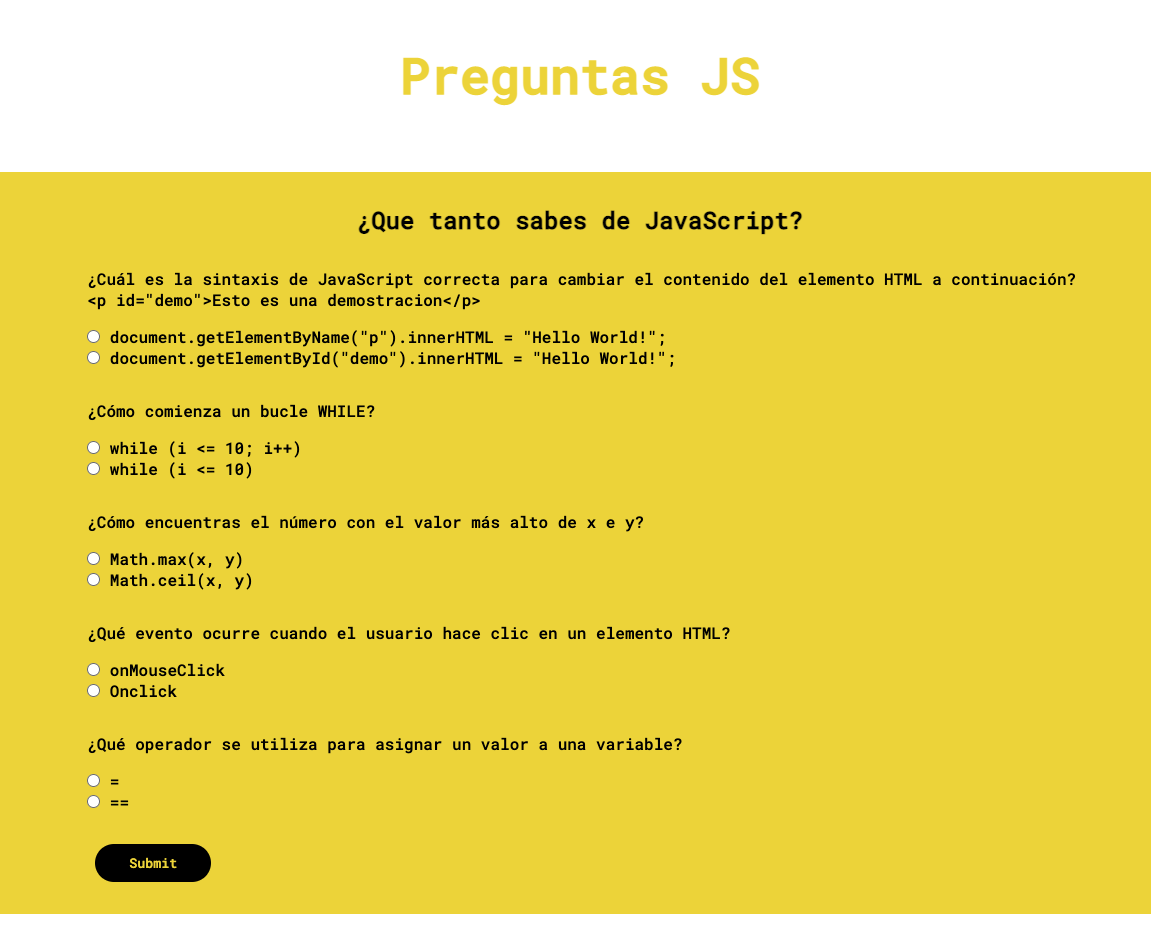 Preguntas JS
¿Que tanto sabes de JavaScript?
¿Cuál es la sintaxis de JavaScript correcta para cambiar el contenido del elemento HTML a continuación?
<p id="demo">Esto es una demostracion</p>
document.getElementByName("p").innerHTML = "Hello World!";
document.getElementById("demo").innerHTML = "Hello World!";
¿Cómo comienza un bucle WHILE?
while (i <= 10; i++)
while (i <= 10)
¿Cómo encuentras el número con el valor más alto de x e y?
Math.max(x, y)
Math.ceil(x, y)
¿Qué evento ocurre cuando el usuario hace clic en un elemento HTML?
onMouseClick
Onclick
¿Qué operador se utiliza para asignar un valor a una variable?
=
==
Submit